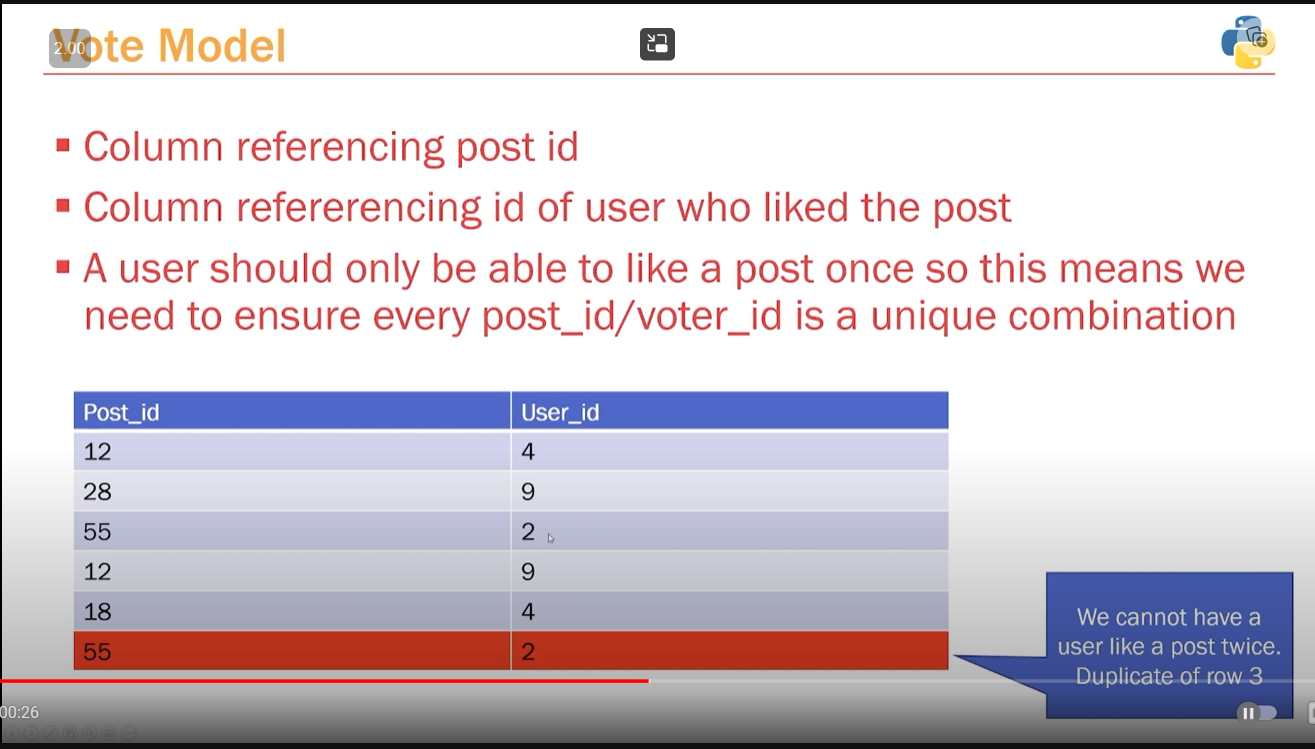 Vote Model
2.00
Column referencing post id
Column refererencing id of user who liked the post
A user should only be able to like a post once so this means we
need to ensure every post_id/voter_id is a unique combination
Post_id User_id
12 4
28 9
55 2
12 9
18 4
55 2
We cannot have a
user like a post twice.
Duplicate of row 3
00:26